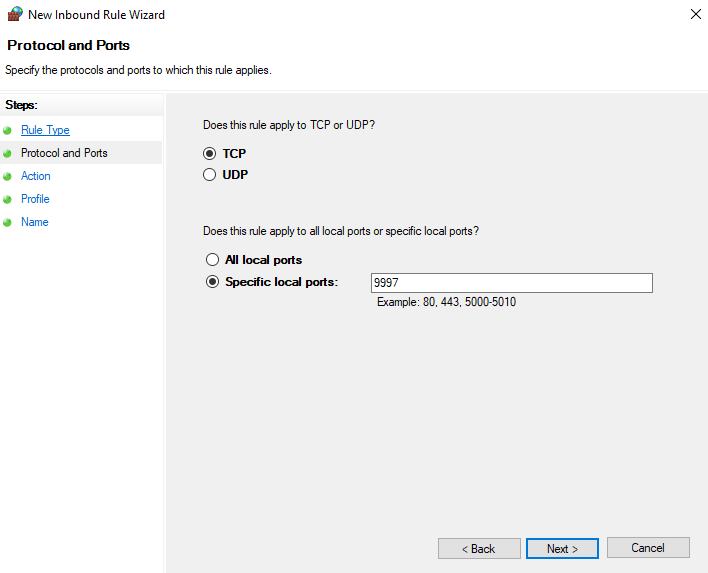 New Inbound Rule Wizard
Protocol and Ports
Specify the protocols and ports to which this rule applies.
Steps:
Rule Type
Protocol and Ports
Action
Profile
Name
Does this rule apply to TCP or UDP?
TCP
UDP
Does this rule apply to all local ports or specific local ports?
All local ports
Specific local ports:
9997
Example: 80, 443, 5000-5010
< Back
Next >
Cancel